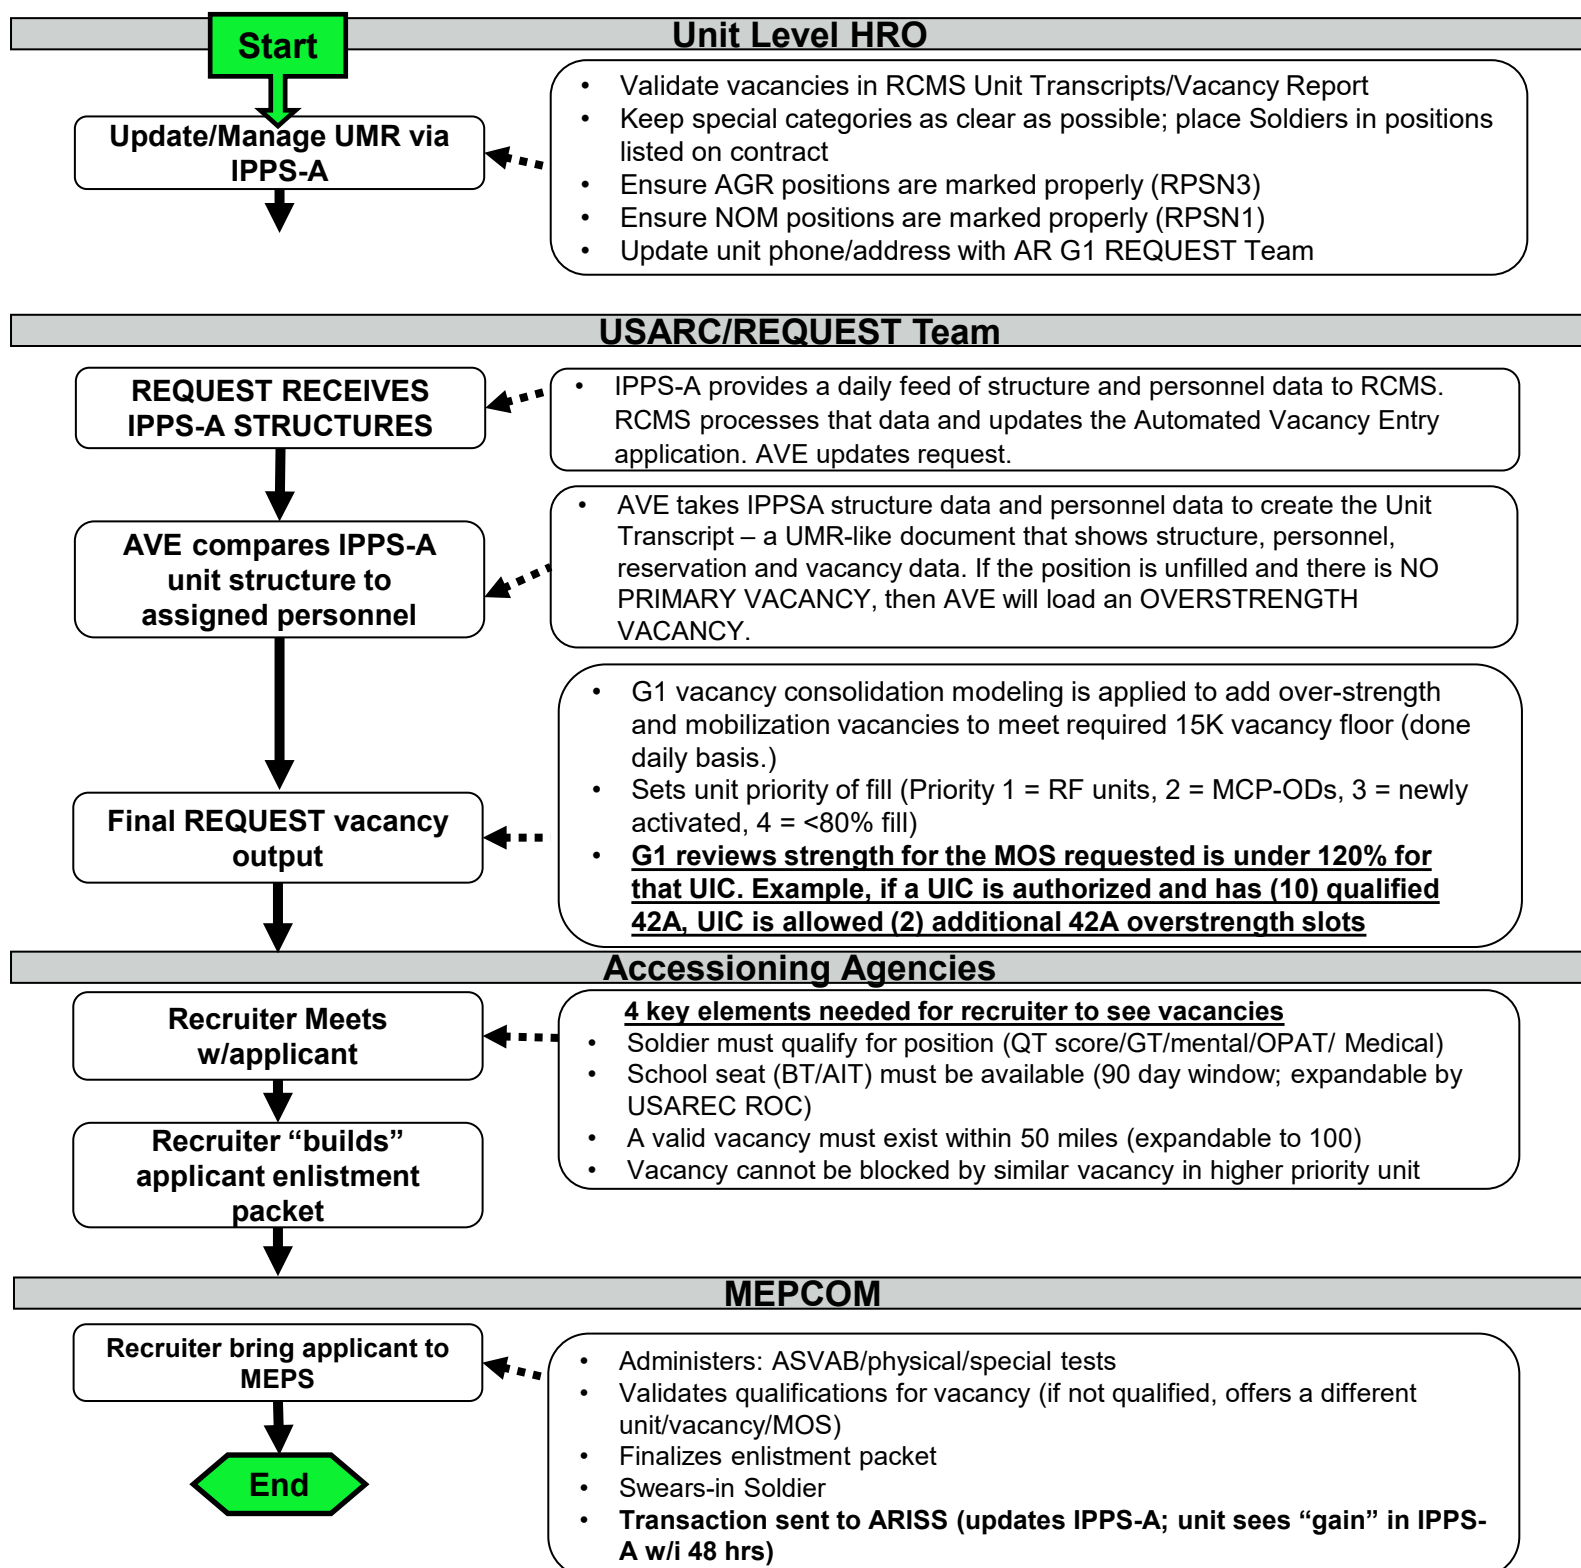 Unit Level HRO
Start
Update/Manage UMR via
IPPS-A
• Validate vacancies in RCMS Unit Transcripts/Vacancy Report
• Keep special categories as clear as possible; place Soldiers in positions
listed on contract
• Ensure AGR positions are marked properly (RPSN3)
• Ensure NOM positions are marked properly (RPSN1)
• Update unit phone/address with AR G1 REQUEST Team
USARC/REQUEST Team
REQUEST RECEIVES
IPPS-A STRUCTURES
• IPPS-A provides a daily feed of structure and personnel data to RCMS.
RCMS processes that data and updates the Automated Vacancy Entry
application. AVE updates request.
AVE compares IPPS-A
unit structure to
assigned personnel
• AVE takes IPPSA structure data and personnel data to create the Unit
Transcript – a UMR-like document that shows structure, personnel,
reservation and vacancy data. If the position is unfilled and there is NO
PRIMARY VACANCY, then AVE will load an OVERSTRENGTH
VACANCY.
Final REQUEST vacancy
output
• G1 vacancy consolidation modeling is applied to add over-strength
and mobilization vacancies to meet required 15K vacancy floor (done
daily basis.)
• Sets unit priority of fill (Priority 1 = RF units, 2 = MCP-ODs, 3 = newly
activated, 4 = <80% fill)
• G1 reviews strength for the MOS requested is under 120% for
that UIC. Example, if a UIC is authorized and has (10) qualified
42A, UIC is allowed (2) additional 42A overstrength slots
Accessioning Agencies
Recruiter Meets
w/applicant
Recruiter “builds”
applicant enlistment
packet
4 key elements needed for recruiter to see vacancies
• Soldier must qualify for position (QT score/GT/mental/OPAT/ Medical)
• School seat (BT/AIT) must be available (90 day window; expandable by
USAREC ROC)
• A valid vacancy must exist within 50 miles (expandable to 100)
• Vacancy cannot be blocked by similar vacancy in higher priority unit
MEPCOM
Recruiter bring applicant to
MEPS
End
• Administers: ASVAB/physical/special tests
• Validates qualifications for vacancy (if not qualified, offers a different
unit/vacancy/MOS)
• Finalizes enlistment packet
• Swears-in Soldier
• Transaction sent to ARISS (updates IPPS-A; unit sees “gain” in IPPS-
A w/i 48 hrs)